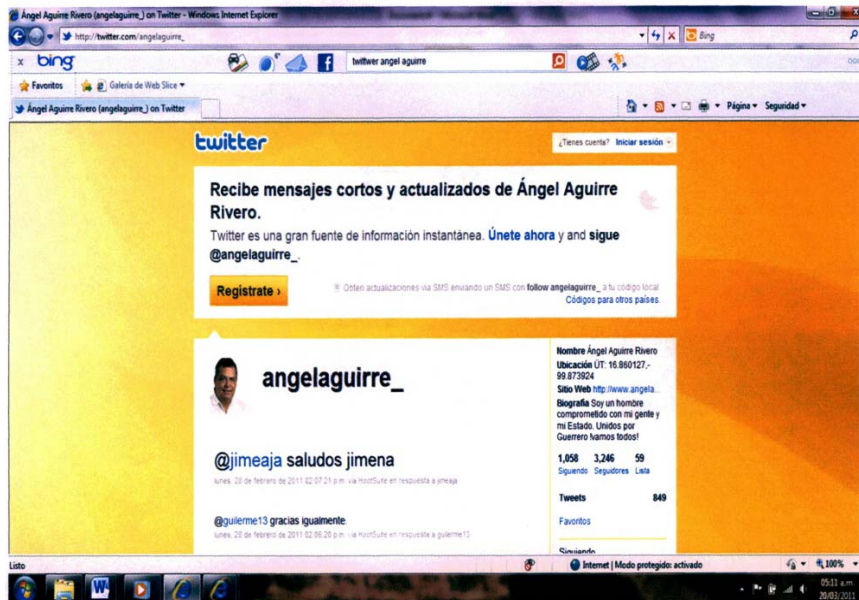 Ángel Aguirre Rivero (angelaguirre_) on Twitter - Windows Internet Explorer
http://twitter.com/angelaguirre_
Bing
x bing
twittwer angel aguirre
Favoritos Galería de Web Slice
Ángel Aguirre Rivero (angelaguirre_) on Twitter
Página Seguridad
twitter
¿Tienes cuenta? Iniciar sesión
Recibe mensajes cortos y actualizados de Ángel Aguirre
Rivero.
Twitter es una gran fuente de información instantánea. Únete ahora y and sigue
@angelaguirre_.
Regístrate ›
Obten actualizaciones via SMS enviando un SMS con follow angelaguirre_ a tu código local
Códigos para otros países.
angelaguirre_
@jimeaja saludos jimena
lunes, 28 de febrero de 2011 02:07:21 p.m. via HootSuite en respuesta a jimeaja
@guilerme13 gracias igualmente.
lunes, 28 de febrero de 2011 02:06:20 p.m. via HootSuite en respuesta a guilerme13
Nombre Ángel Aguirre Rivero
Ubicación ÜT: 16.860127,-
99.873924
Sitio Web http://www.angela...
Biografía Soy un hombre
comprometido con mi gente y
mi Estado. Unidos por
Guerrero !vamos todos!
1,058 3,246 59
Siguiendo Seguidores Lista
Tweets 849
Favoritos
Siguiendo
Listo
Internet | Modo protegido: activado
100%
05:11 a.m.
20/03/2011